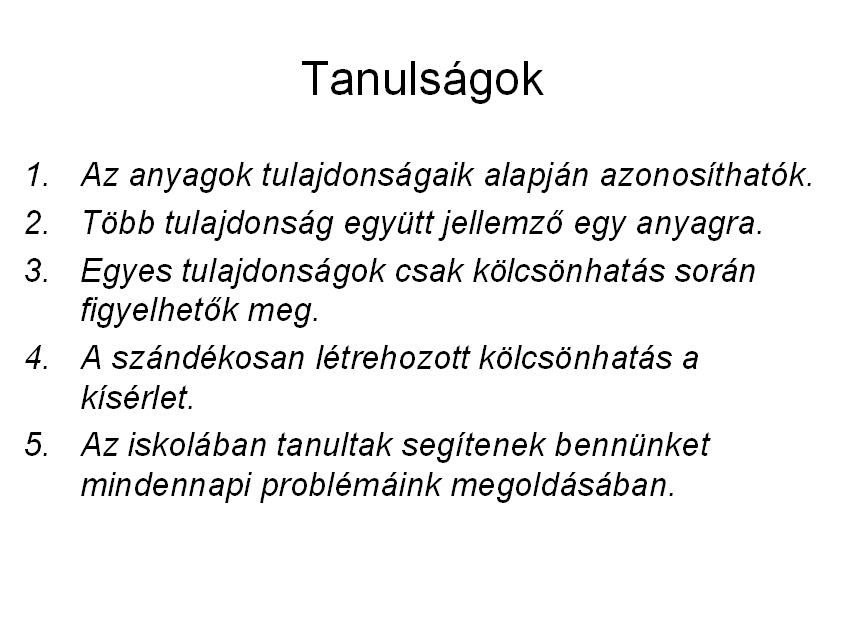 Tanulságok
1. Az anyagok tulajdonságaik alapján azonosíthatók.
2. Több tulajdonság együtt jellemző egy anyagra.
3. Egyes tulajdonságok csak kölcsönhatás során
figyelhetők meg.
4. A szándékosan létrehozott kölcsönhatás a
kísérlet.
5. Az iskolában tanultak segítenek bennünket
mindennapi problémáink megoldásában.